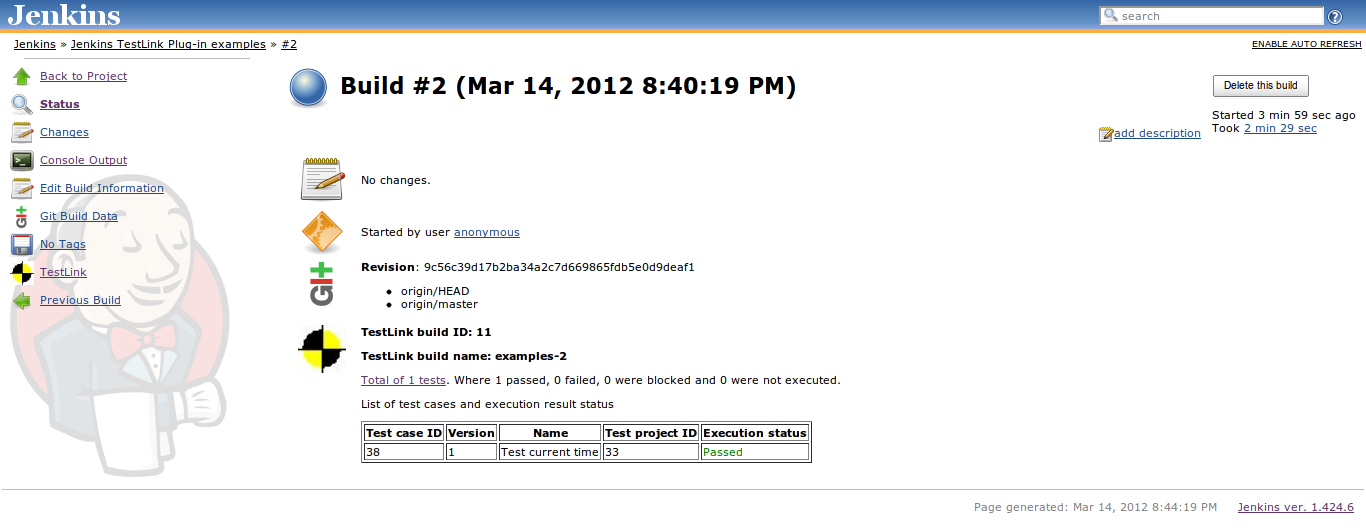 Jenkins
search
Jenkins » Jenkins TestLink Plug-in examples » #2
ENABLE AUTO REFRESH
Back to Project
Status
Changes
Console Output
Edit Build Information
Git Build Data
No Tags
TestLink
Previous Build
Build #2 (Mar 14, 2012 8:40:19 PM)
Delete this build
Started 3 min 59 sec ago
Took 2 min 29 sec
add description
No changes.
Started by user anonymous
Git
Revision: 9c56c39d17b2ba34a2c7d669865fdb5e0d9deaf1
origin/HEAD
origin/master
TestLink build ID: 11
TestLink build name: examples-2
Total of 1 tests. Where 1 passed, 0 failed, 0 were blocked and 0 were not executed.
List of test cases and execution result status
Test case ID Version Name Test project ID Execution status
38 1 Test current time 33 Passed
Page generated: Mar 14, 2012 8:44:19 PM Jenkins ver. 1.424.6